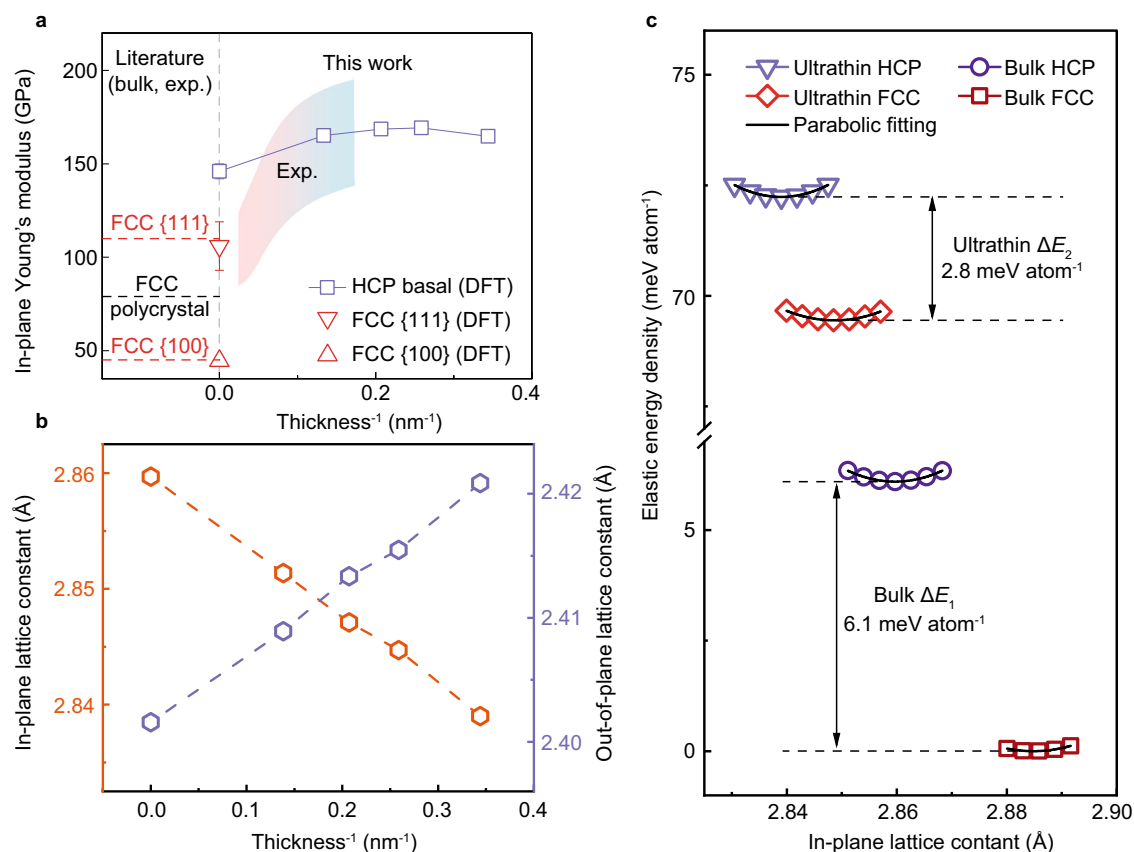 a
In-plane Young's modulus (GPa)
200
150
100
50
Literature
(bulk, exp.)
This work
Exp.
FCC {111}
FCC
polycrystal
FCC {100}
HCP basal (DFT)
FCC {111} (DFT)
FCC {100} (DFT)
0.0 0.2 0.4
Thickness⁻¹ (nm⁻¹)
b
In-plane lattice constant (Å)
2.86
2.85
2.84
2.42
2.41
2.40
Out-of-plane lattice constant (Å)
0.0 0.1 0.2 0.3 0.4
Thickness⁻¹ (nm⁻¹)
c
Elastic energy density (meV atom⁻¹)
75
70
5
0
Ultrathin HCP Bulk HCP
Ultrathin FCC Bulk FCC
Parabolic fitting
Ultrathin ΔE₂
2.8 meV atom⁻¹
Bulk ΔE₁
6.1 meV atom⁻¹
2.84 2.86 2.88 2.90
In-plane lattice contant (Å)